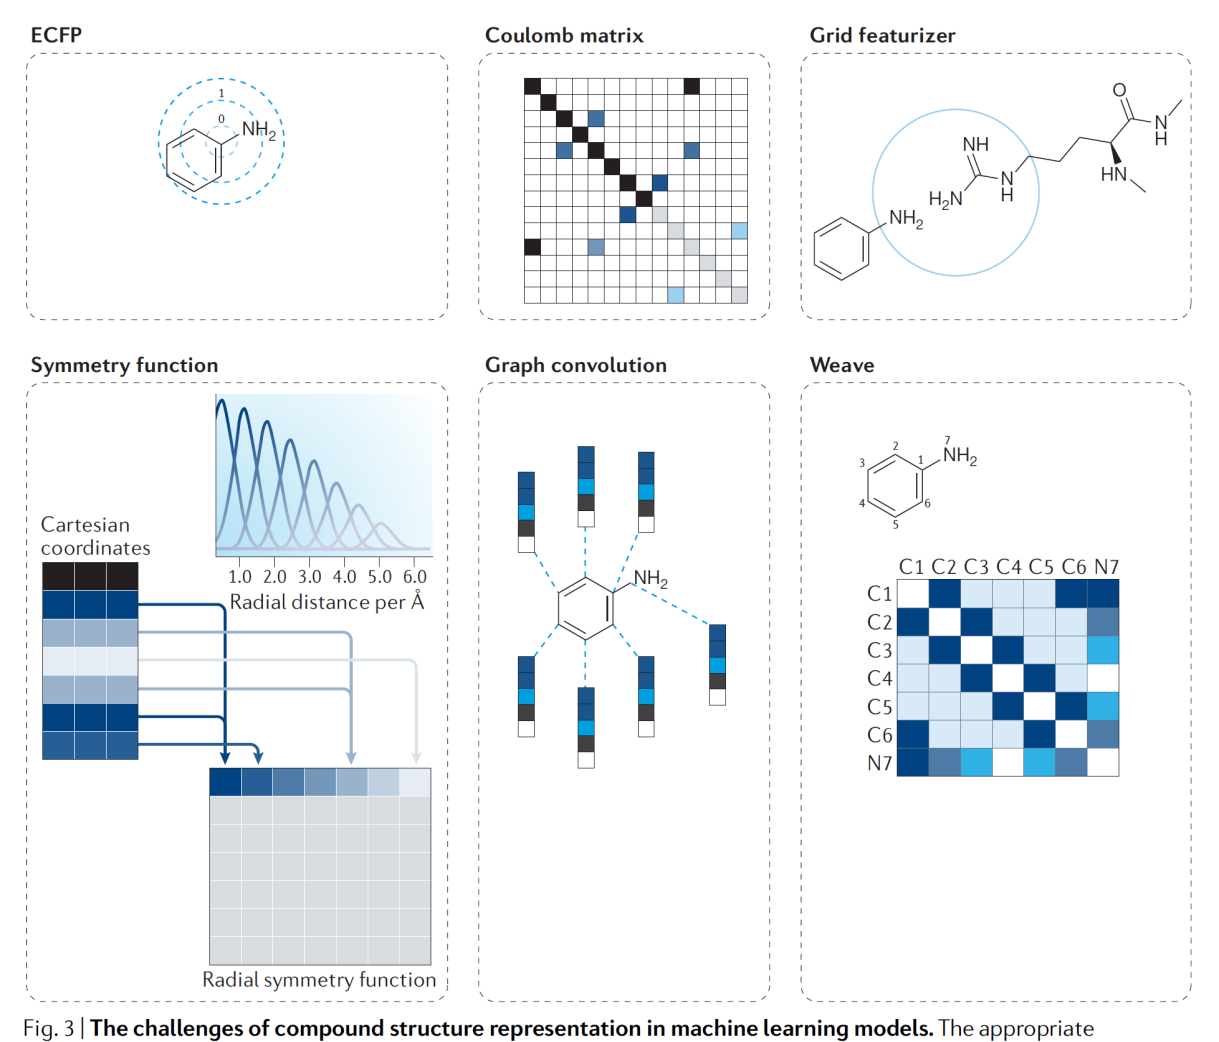 ECFP
1
0
NH2
Coulomb matrix
Grid featurizer
O
N
H
NH
HN
N
H
H2N
NH2
Symmetry function
Cartesian
coordinates
1.0 2.0 3.0 4.0 5.0 6.0
Radial distance per Å
Radial symmetry function
Graph convolution
NH2
Weave
7
NH2
2
1
3
4
6
5
C1 C2 C3 C4 C5 C6 N7
C1
C2
C3
C4
C5
C6
N7
Fig. 3 | The challenges of compound structure representation in machine learning models. The appropriate